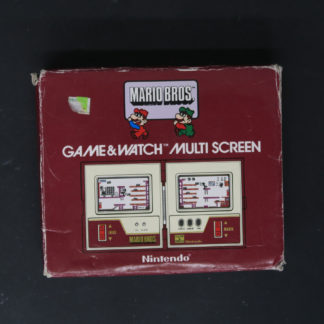 MARIO BROS.
GAME&WATCH™ MULTI SCREEN
MARIO BROS.
Nintendo